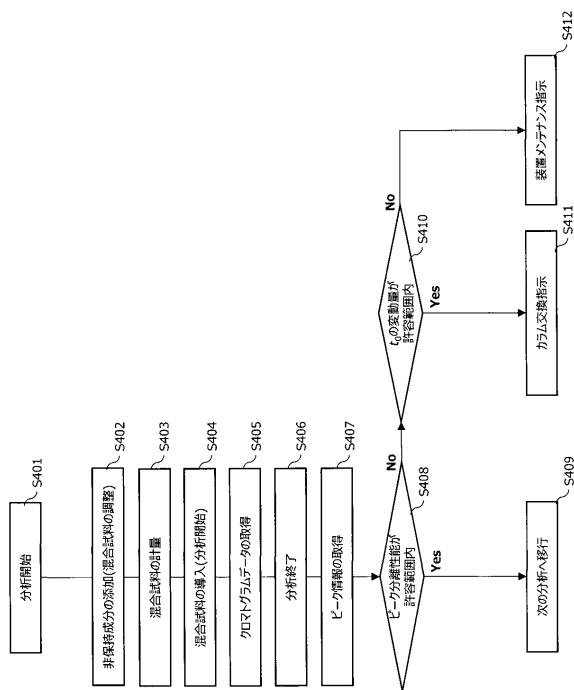 分析開始
S401
非保持成分の添加(混合試料の調整)
S402
混合試料の計量
S403
混合試料の導入(分析開始)
S404
クロマトグラムデータの取得
S405
分析終了
S406
ピーク情報の取得
S407
ピーク分離性能が
許容範囲内
S408
No
Yes
次の分析へ移行
S409
t₀の変動量が
許容範囲内
S410
No
Yes
カラム交換指示
S411
装置メンテナンス指示
S412